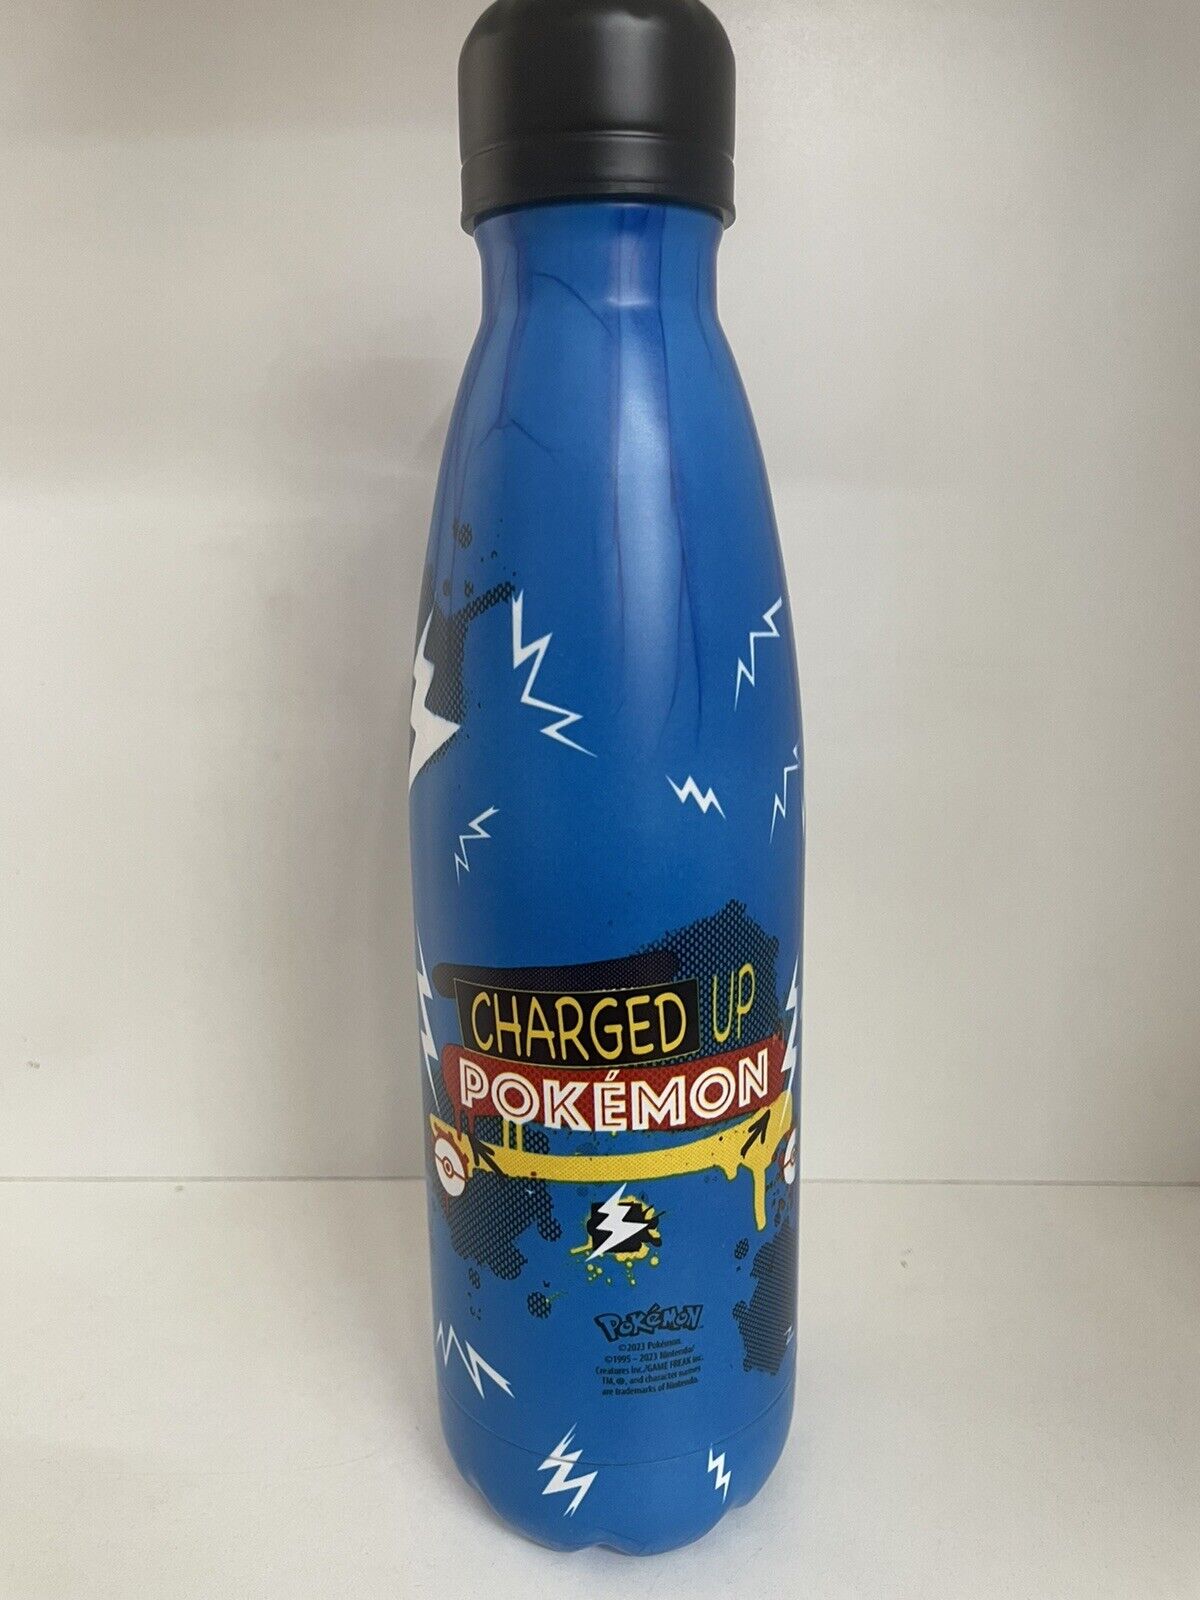 CHARGED UP
POKÉMON
POKéMON
©2023 Pokémon.
©1995 - 2023 Nintendo/
Creatures Inc./GAME FREAK inc.
TM, ®, and character names
are trademarks of Nintendo.